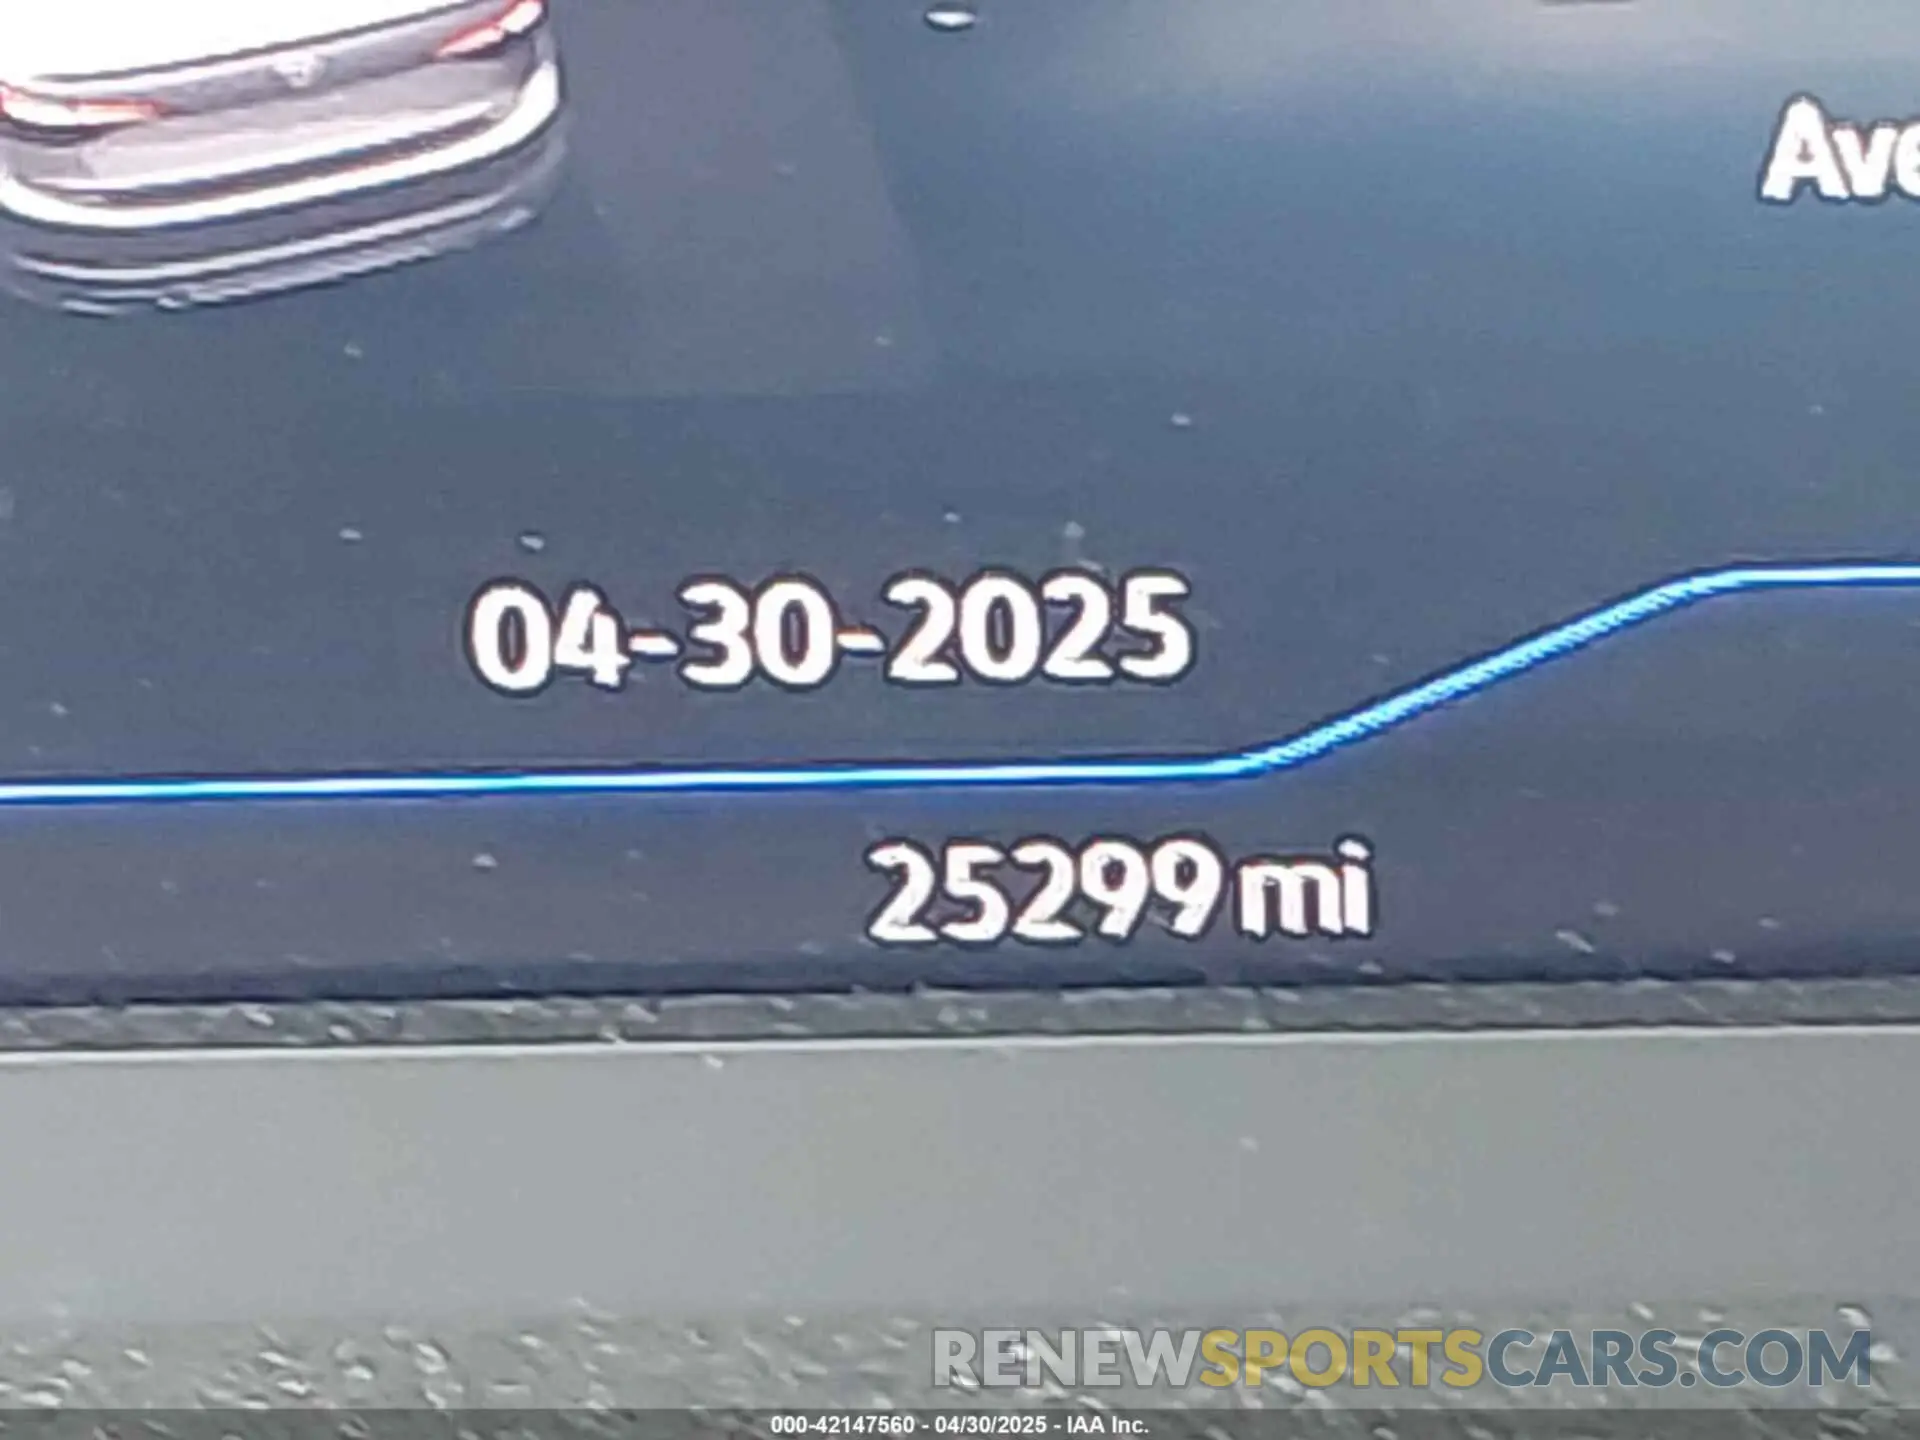 Ave
04-30-2025
25299 mi
RENEWSPORTSCARS.COM
000-42147560 - 04/30/2025 - IAA Inc.